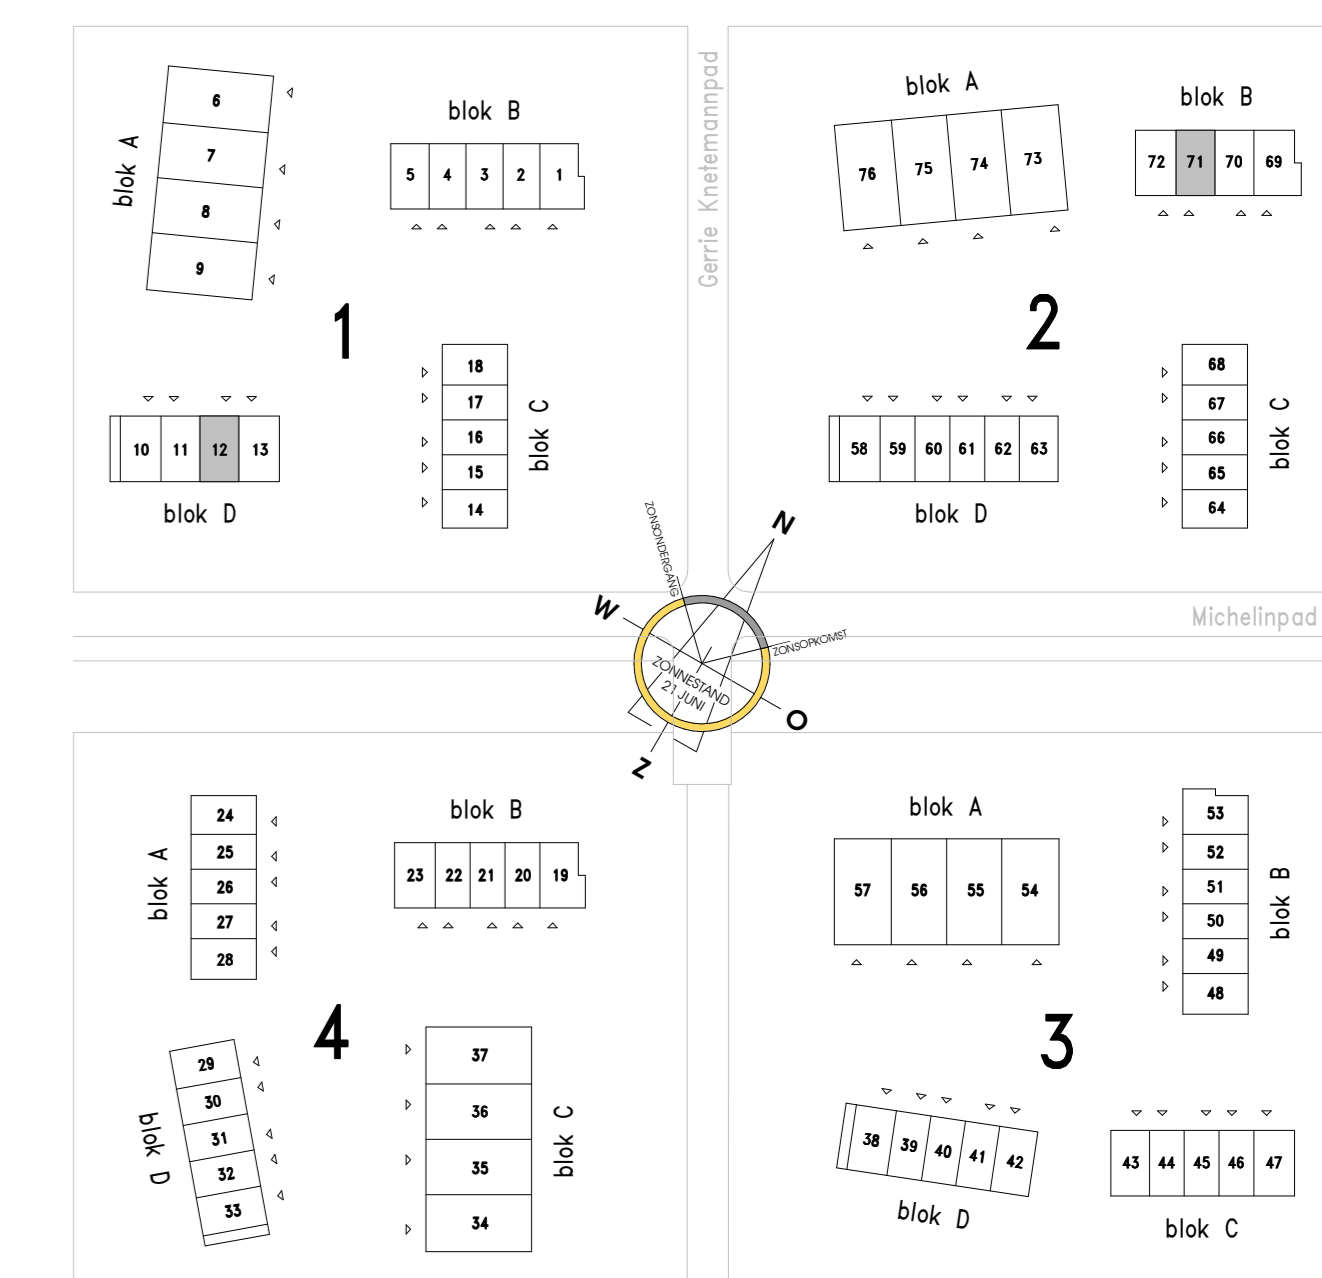 blok A
6
7
8
9
blok B
5 4 3 2 1
1
18
17
16
15
14
blok C
10 11 12 13
blok D
Gerrie Knetemannpad
blok A
76 75 74 73
blok B
72 71 70 69
2
68
67
66
65
64
blok C
58 59 60 61 62 63
blok D
Michelinpad
N
ZONSONDERGANG
W
ZONSOPKOMST
ZONNESTAND
21 JUNI
O
Z
blok A
24
25
26
27
28
blok B
23 22 21 20 19
4
29
30
31
32
33
blok D
37
36
35
34
blok C
blok A
57 56 55 54
53
52
51
50
49
48
blok B
3
38 39 40 41 42
blok D
43 44 45 46 47
blok C